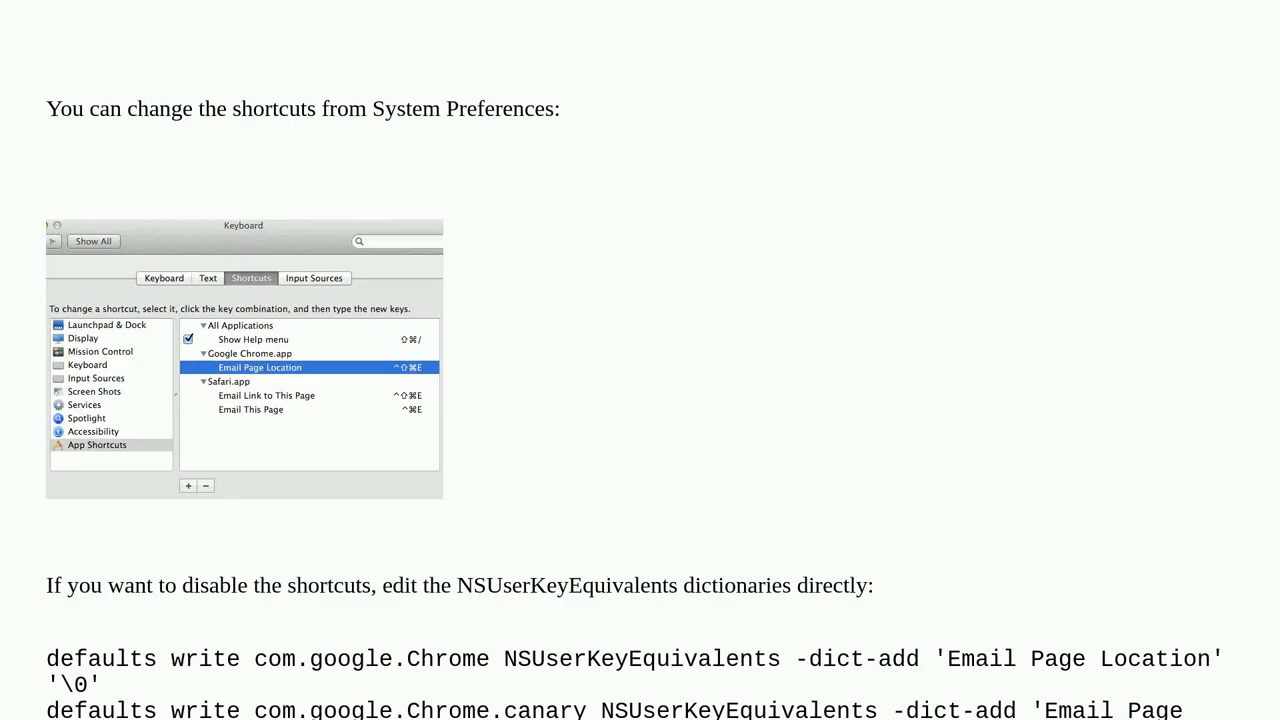 You can change the shortcuts from System Preferences:
Keyboard
Show All
Keyboard Text Shortcuts Input Sources
To change a shortcut, select it, click the key combination, and then type the new keys.
Launchpad & Dock
Display
Mission Control
Keyboard
Input Sources
Screen Shots
Services
Spotlight
Accessibility
App Shortcuts
All Applications
Show Help menu ⇧⌘/
Google Chrome.app
Email Page Location ^⇧⌘E
Safari.app
Email Link to This Page ^⇧⌘E
Email This Page ^⌘E
+ −
If you want to disable the shortcuts, edit the NSUserKeyEquivalents dictionaries directly:
defaults write com.google.Chrome NSUserKeyEquivalents -dict-add 'Email Page Location'
'\0'
defaults write com.google.Chrome.canary NSUserKeyEquivalents -dict-add 'Email Page